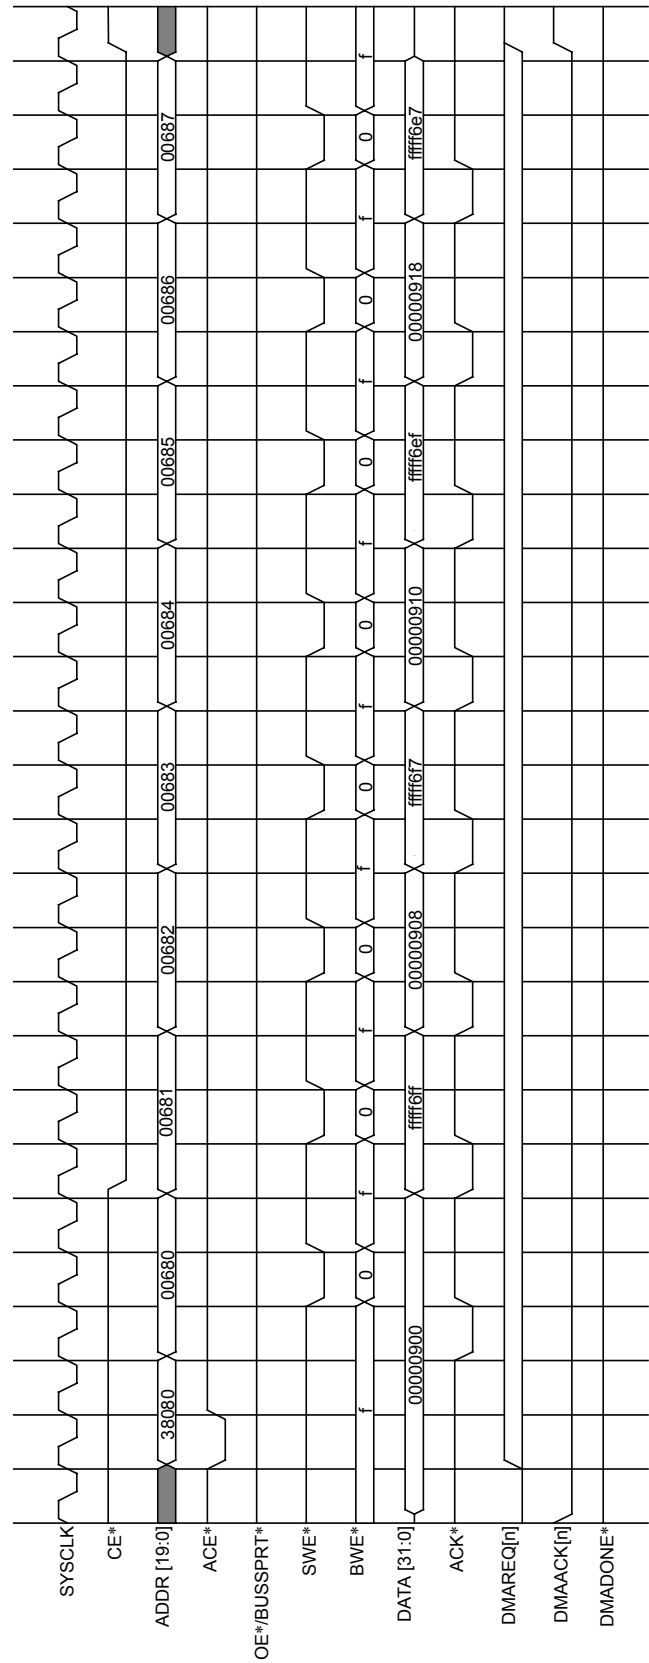 SYSCLK
CE*
ADDR [19:0] 38080 00680 00681 00682 00683 00684 00685 00686 00687
ACE*
OE*/BUSSPRT*
SWE*
BWE* f 0 f 0 f 0 f 0 f 0 f 0 f 0 f 0 f
DATA [31:0] 00000900 fffff6ff 00000908 fffff6f7 00000910 fffff6ef 00000918 fffff6e7
ACK*
DMAREQ[n]
DMAACK[n]
DMADONE*